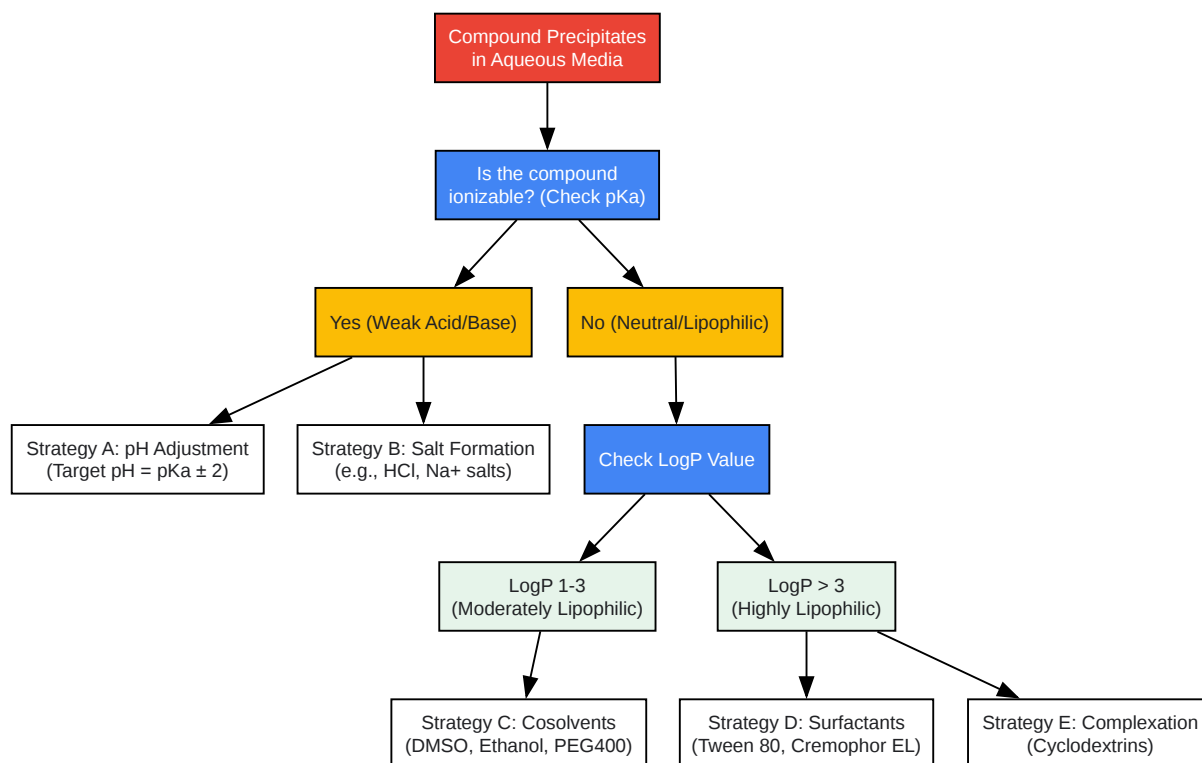 Compound Precipitates
in Aqueous Media
Is the compound
ionizable? (Check pKa)
Yes (Weak Acid/Base)
No (Neutral/Lipophilic)
Strategy A: pH Adjustment
(Target pH = pKa ± 2)
Strategy B: Salt Formation
(e.g., HCl, Na+ salts)
Check LogP Value
LogP 1-3
(Moderately Lipophilic)
LogP > 3
(Highly Lipophilic)
Strategy C: Cosolvents
(DMSO, Ethanol, PEG400)
Strategy D: Surfactants
(Tween 80, Cremophor EL)
Strategy E: Complexation
(Cyclodextrins)